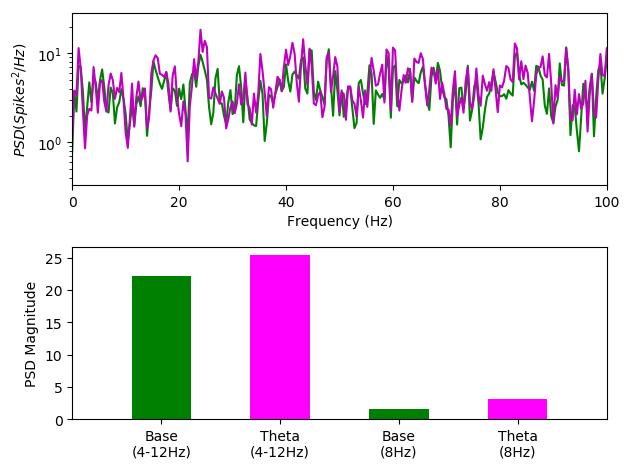 PSD(Spikes²/Hz)
10¹
10⁰
0 20 40 60 80 100
Frequency (Hz)
PSD Magnitude
25
20
15
10
5
0
Base Theta Base Theta
(4-12Hz) (4-12Hz) (8Hz) (8Hz)